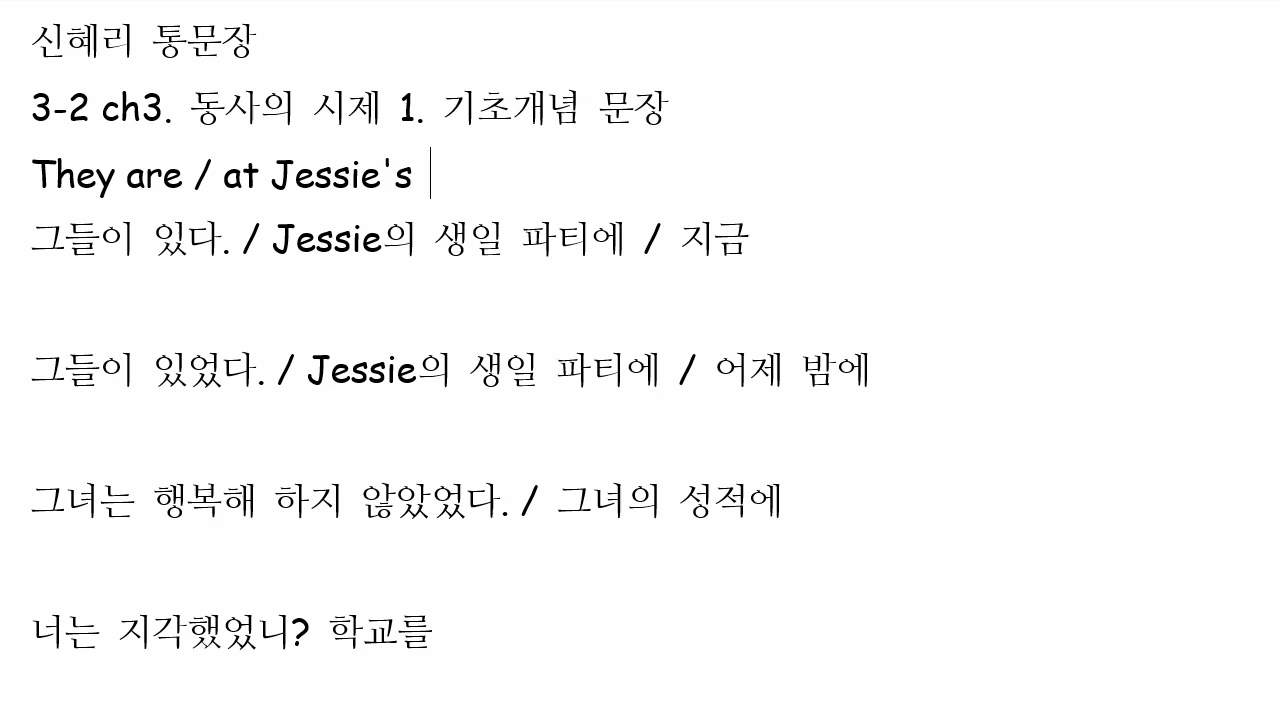 신혜리 통문장
3-2 ch3. 동사의 시제 1. 기초개념 문장
They are / at Jessie's
그들이 있다. / Jessie의 생일 파티에 / 지금
그들이 있었다. / Jessie의 생일 파티에 / 어제 밤에
그녀는 행복해 하지 않았었다. / 그녀의 성적에
너는 지각했었니? 학교를